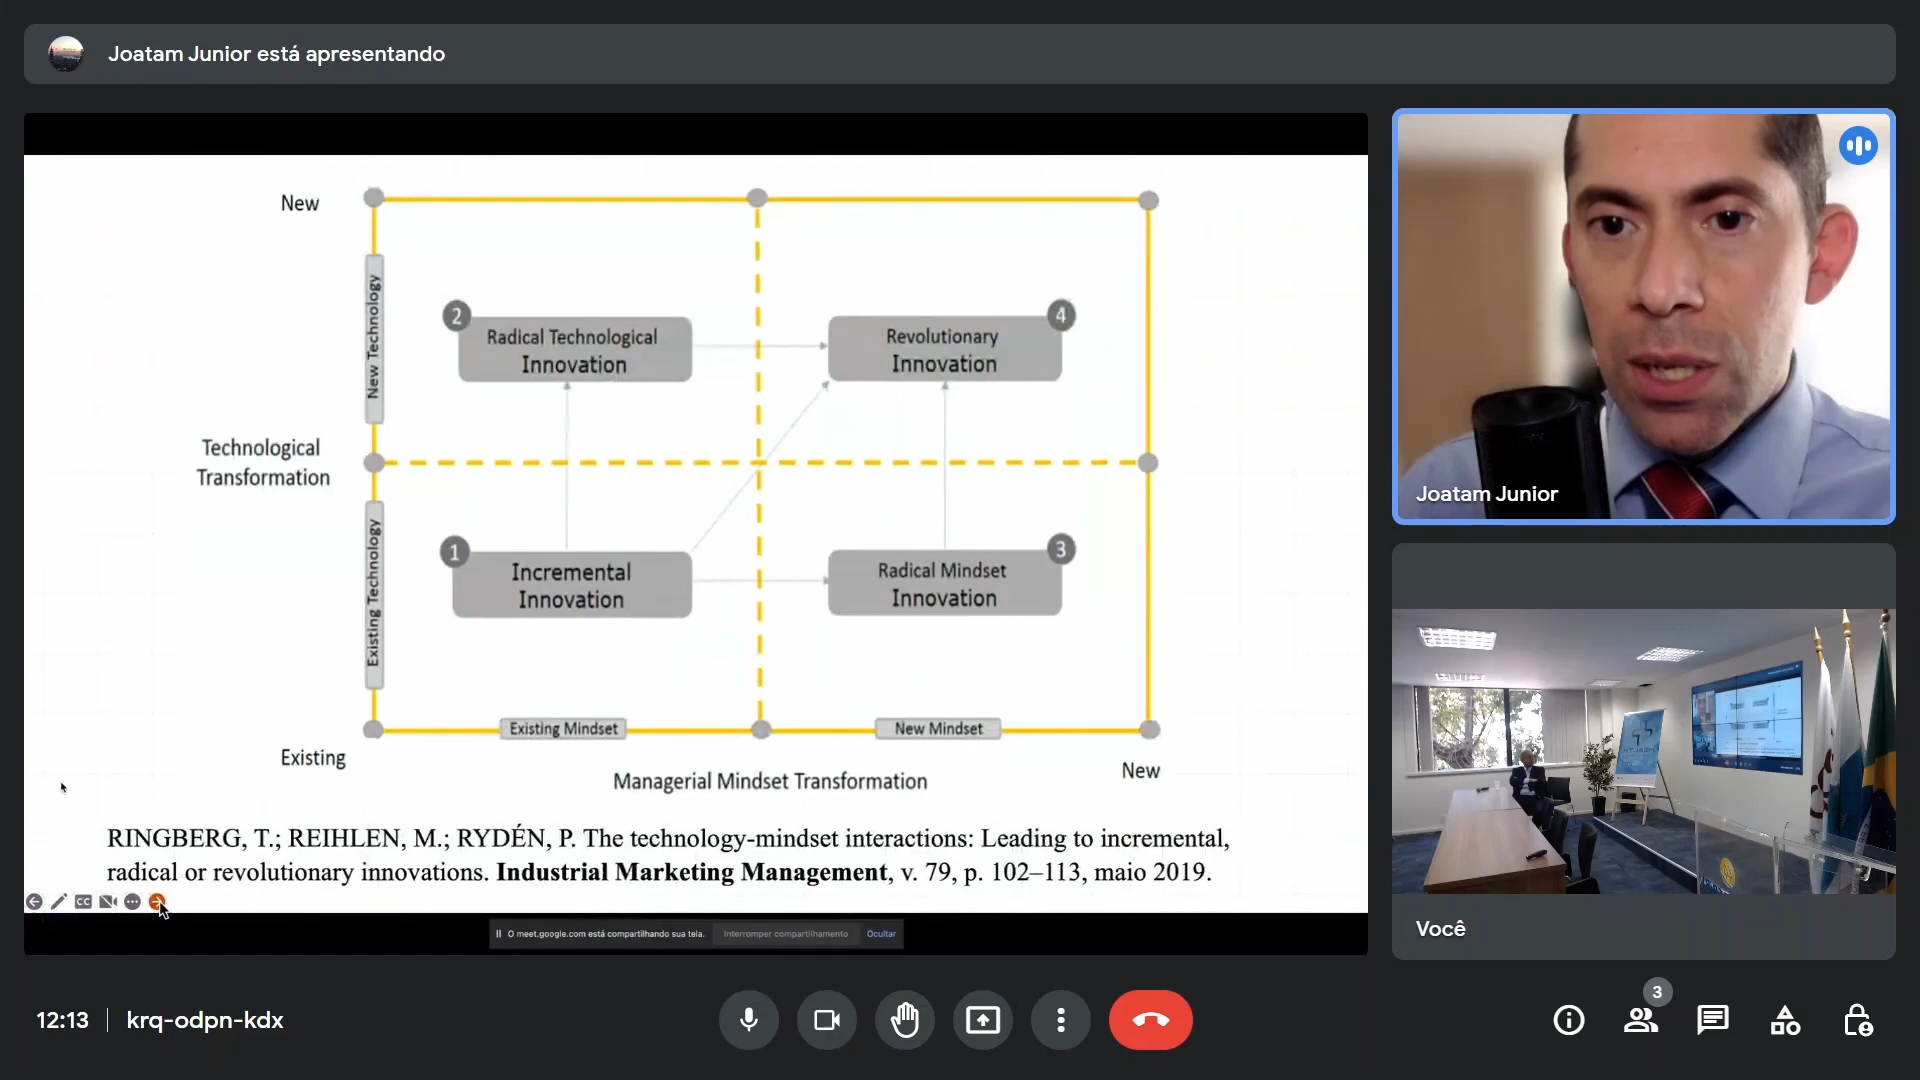 Joatam Junior está apresentando
New
New Technology
2
Radical Technological
Innovation
4
Revolutionary
Innovation
Technological
Transformation
Existing Technology
1
Incremental
Innovation
3
Radical Mindset
Innovation
Existing Mindset
New Mindset
Existing
New
Managerial Mindset Transformation
RINGBERG, T.; REIHLEN, M.; RYDÉN, P. The technology-mindset interactions: Leading to incremental,
radical or revolutionary innovations. Industrial Marketing Management, v. 79, p. 102–113, maio 2019.
CC
O meet.google.com está compartilhando sua tela.
Interromper compartilhamento
Ocultar
Joatam Junior
Você
12:13
krq-odpn-kdx
3